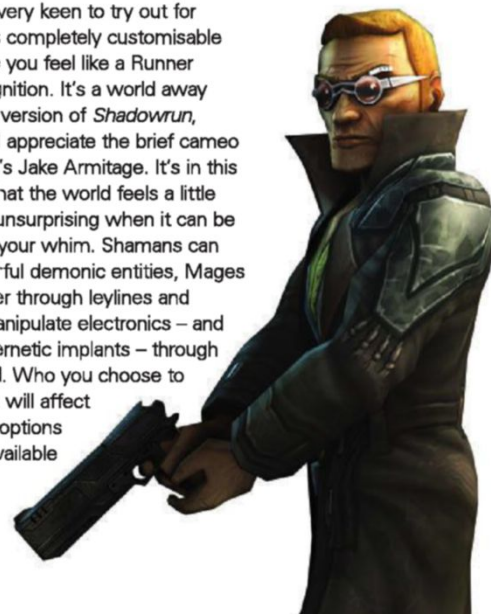 very keen to try out for
completely customisable
you feel like a Runner
It's a world away
version of Shadowrun,
appreciate the brief cameo
Jake Armitage. It's in this
hat the world feels a little
unsurprising when it can be
your whim. Shamans can
demonic entities, Mages
er through leylines and
anipulate electronics – and
ernetic implants – through
Who you choose to
will affect
options
vailable